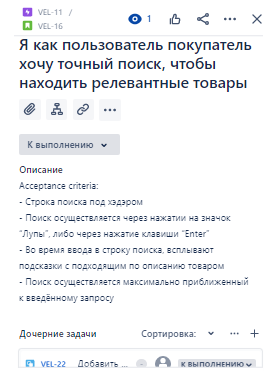 VEL-11 /
VEL-16
1
Я как пользователь покупатель
хочу точный поиск, чтобы
находить релевантные товары
К выполнению
Описание
Acceptance criteria:
- Строка поиска под хэдэром
- Поиск осуществляется через нажатии на значок
"Лупы", либо через нажатие клавиши "Enter"
- Во время ввода в строку поиска, всплывают
подсказки с подходящим по описанию товаром
- Поиск осуществляется максимально приближенный
к введённому запросу
Дочерние задачи
Сортировка:
VEL-22 Добавить ... К ВЫПОЛНЕНИЮ